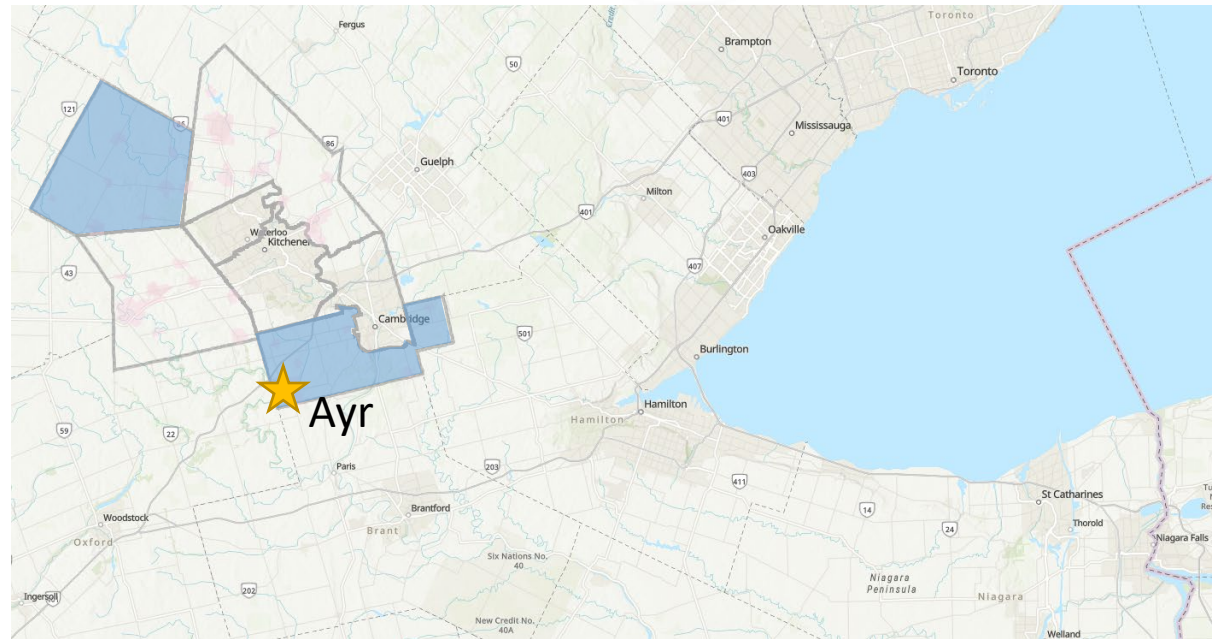 Toronto
Fergus
Credit
Brampton
Toronto
50
121
85
401
Mississauga
86
Guelph
403
Milton
401
Oakville
Waterloo
Kitchener
407
43
Cambridge
501
Burlington
Ayr
Hamilton
Hamilton
59
22
Paris
203
411
St Catharines
Woodstock
Brantford
14
Oxford
Brant
24
Thorold
Niagara Falls
Six Nations No.
40
Niagara
Peninsula
202
Ingersoll
Niagara
New Credit No.
40A
Welland